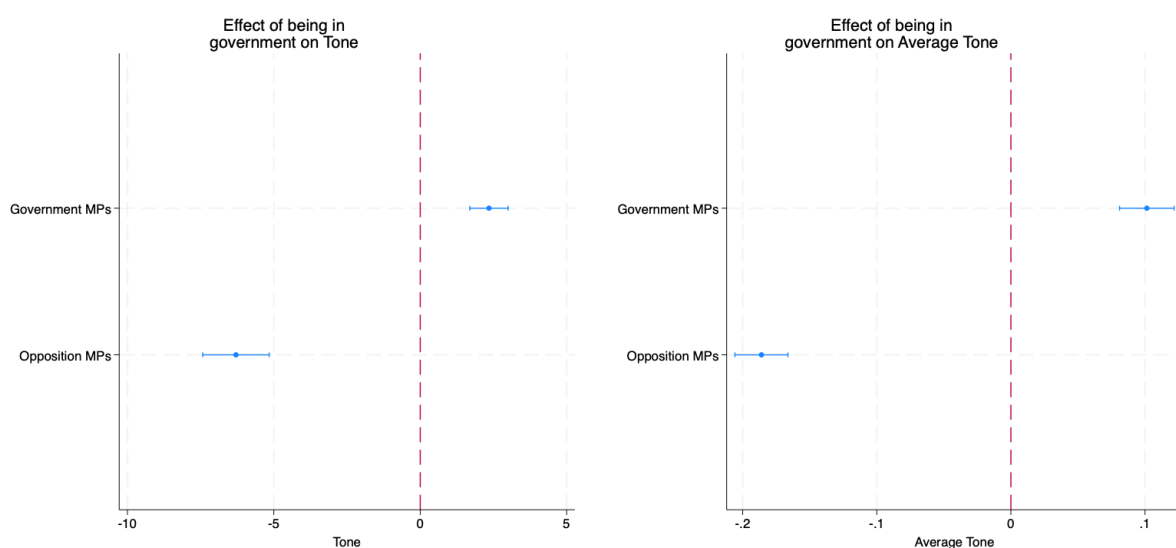 Effect of being in
government on Tone
Government MPs
Opposition MPs
-10
-5
0
5
Tone
Effect of being in
government on Average Tone
Government MPs
Opposition MPs
-.2
-.1
0
.1
Average Tone